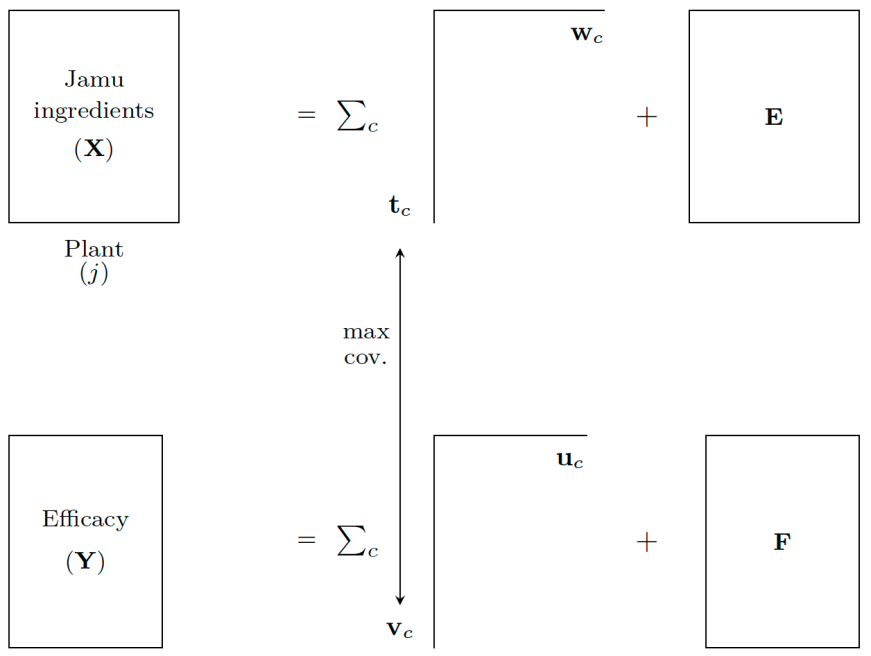 Jamu
ingredients
(X)
= ∑c
wc
tc
+
E
Plant
(j)
max
cov.
Efficacy
(Y)
= ∑c
uc
vc
+
F